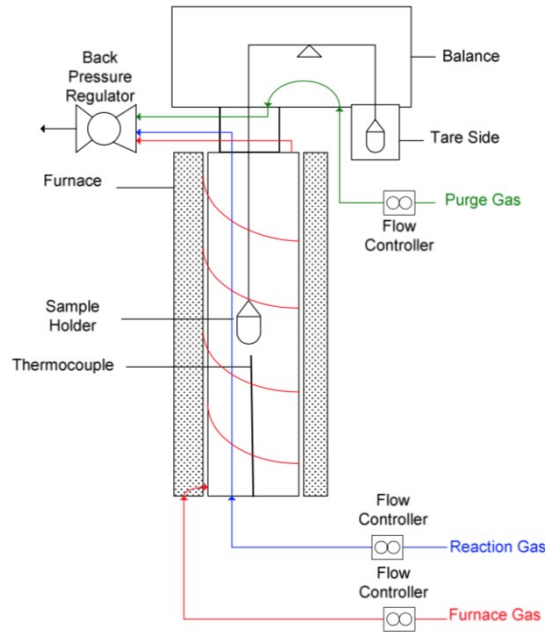 Back
Pressure
Regulator
Balance
Tare Side
Furnace
Purge Gas
Flow
Controller
Sample
Holder
Thermocouple
Flow
Controller
Reaction Gas
Flow
Controller
Furnace Gas